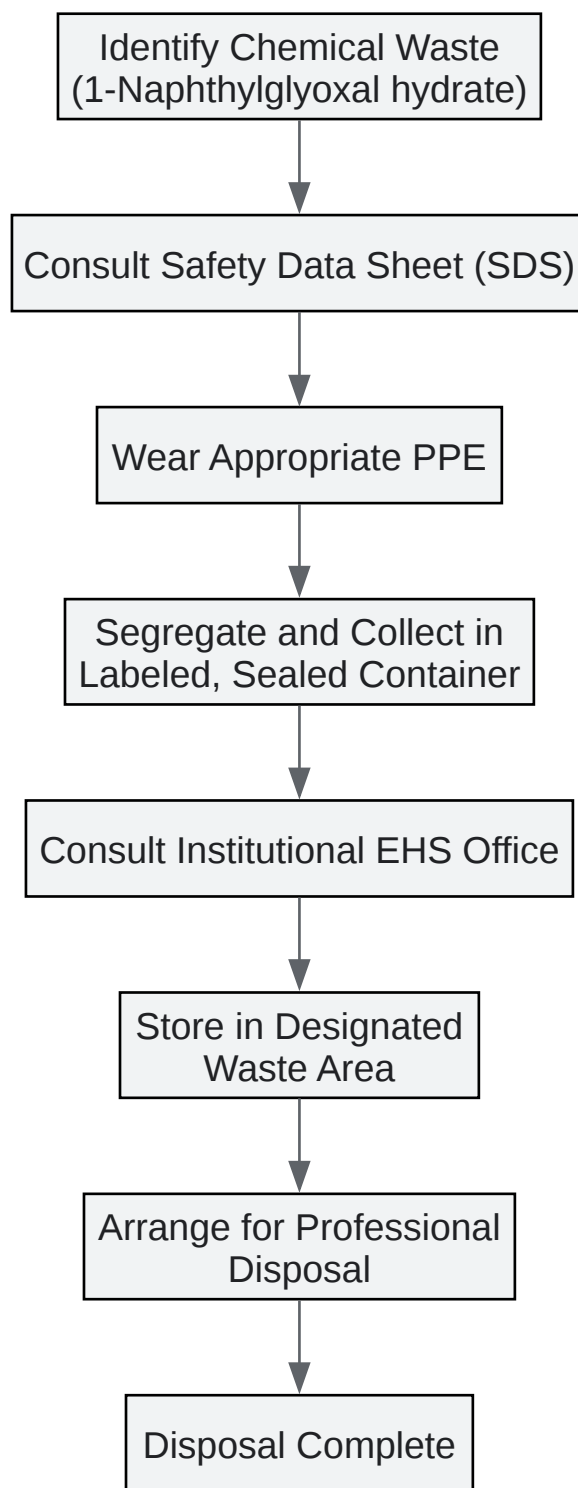 Identify Chemical Waste
(1-Naphthylglyoxal hydrate)
Consult Safety Data Sheet (SDS)
Wear Appropriate PPE
Segregate and Collect in
Labeled, Sealed Container
Consult Institutional EHS Office
Store in Designated
Waste Area
Arrange for Professional
Disposal
Disposal Complete